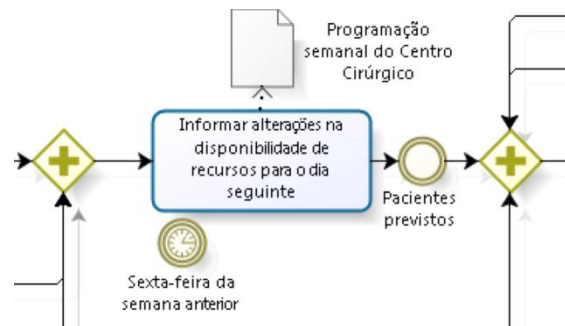 Programação
semanal do Centro
Cirúrgico
Informar alterações na
disponibilidade de
recursos para o dia
seguinte
Pacientes
previstos
Sexta-feira da
semana anterior